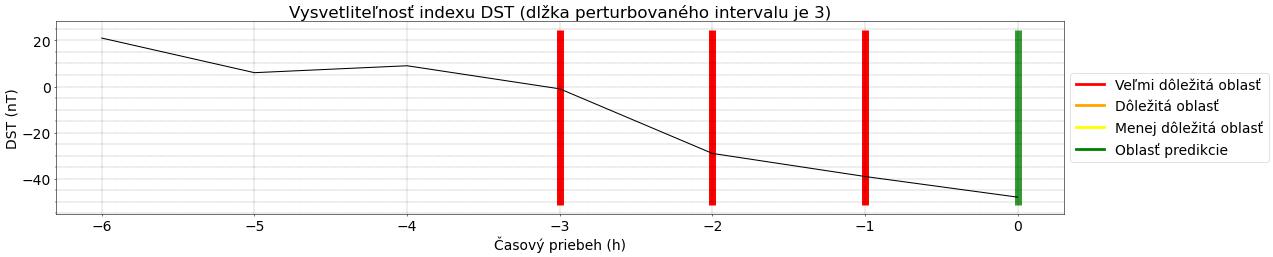 Vysvetliteľnosť indexu DST (dĺžka perturbovaného intervalu je 3)
DST (nT)
20
0
−20
−40
−6
−5
−4
−3
−2
−1
0
Časový priebeh (h)
Veľmi dôležitá oblasť
Dôležitá oblasť
Menej dôležitá oblasť
Oblasť predikcie